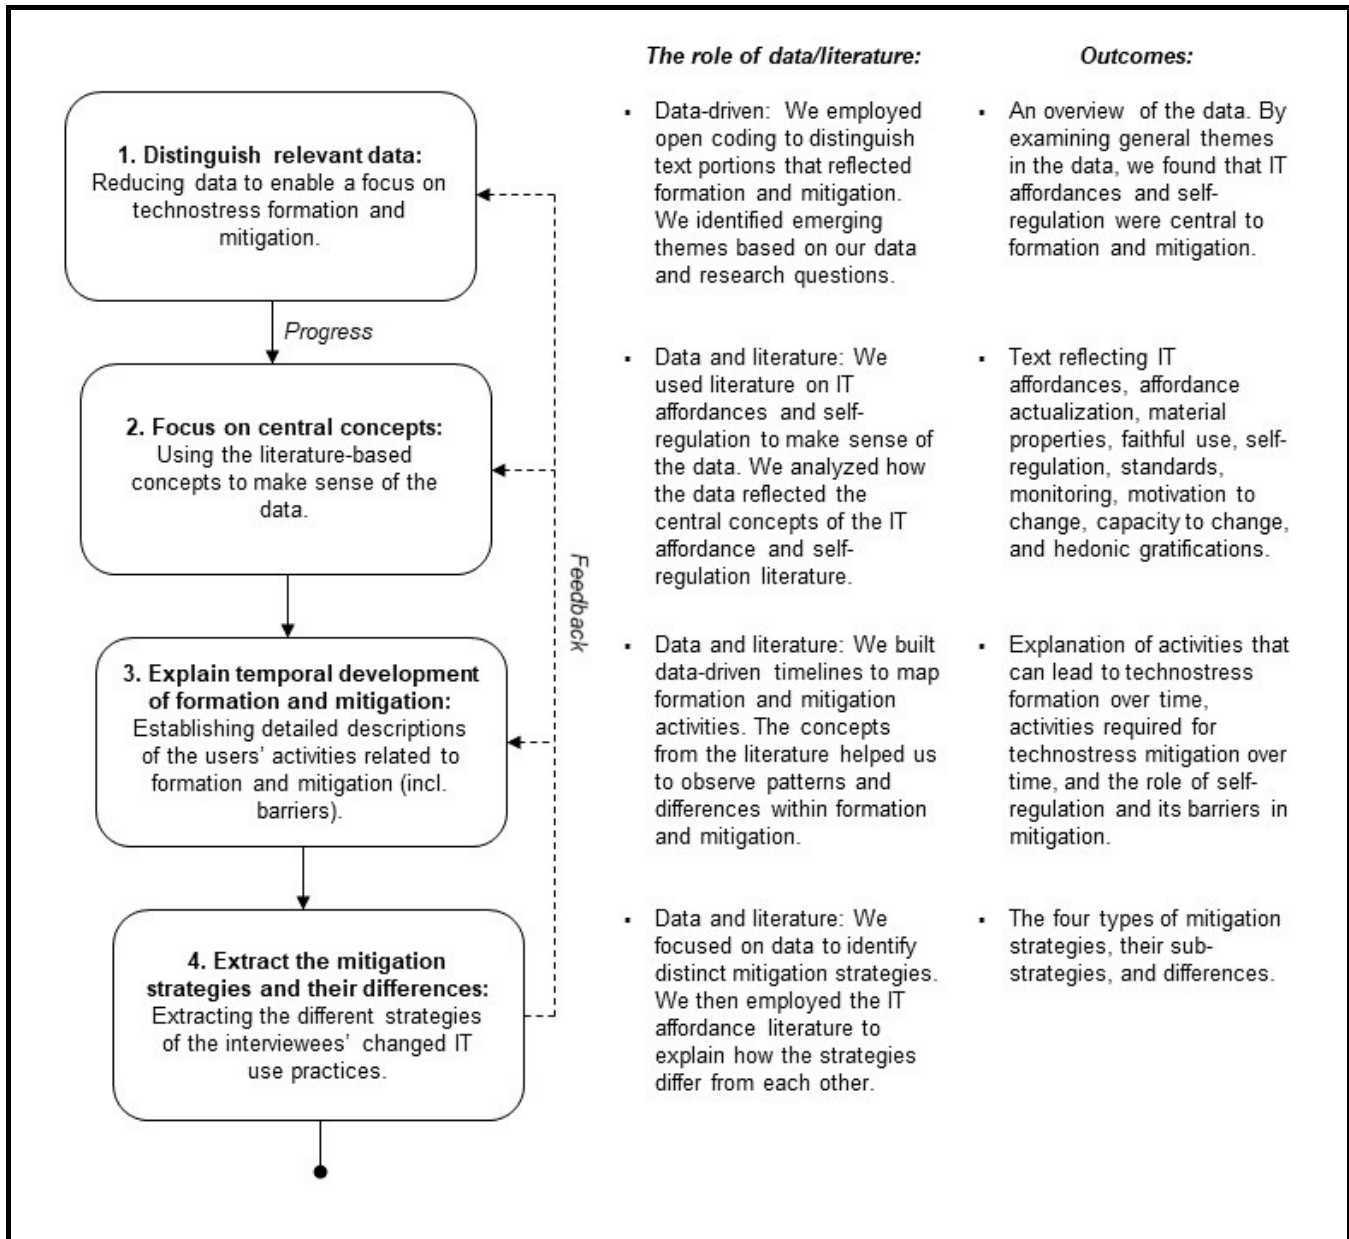 The role of data/literature:
Outcomes:
1. Distinguish relevant data:
Reducing data to enable a focus on
technostress formation and
mitigation.
▪ Data-driven: We employed
open coding to distinguish
text portions that reflected
formation and mitigation.
We identified emerging
themes based on our data
and research questions.
▪ An overview of the data. By
examining general themes
in the data, we found that IT
affordances and self-
regulation were central to
formation and mitigation.
Progress
2. Focus on central concepts:
Using the literature-based
concepts to make sense of the
data.
▪ Data and literature: We
used literature on IT
affordances and self-
regulation to make sense of
the data. We analyzed how
the data reflected the
central concepts of the IT
affordance and self-
regulation literature.
▪ Text reflecting IT
affordances, affordance
actualization, material
properties, faithful use, self-
regulation, standards,
monitoring, motivation to
change, capacity to change,
and hedonic gratifications.
Feedback
3. Explain temporal development
of formation and mitigation:
Establishing detailed descriptions
of the users' activities related to
formation and mitigation (incl.
barriers).
▪ Data and literature: We built
data-driven timelines to map
formation and mitigation
activities. The concepts
from the literature helped us
to observe patterns and
differences within formation
and mitigation.
▪ Explanation of activities that
can lead to technostress
formation over time,
activities required for
technostress mitigation over
time, and the role of self-
regulation and its barriers in
mitigation.
4. Extract the mitigation
strategies and their differences:
Extracting the different strategies
of the interviewees' changed IT
use practices.
▪ Data and literature: We
focused on data to identify
distinct mitigation strategies.
We then employed the IT
affordance literature to
explain how the strategies
differ from each other.
▪ The four types of mitigation
strategies, their sub-
strategies, and differences.